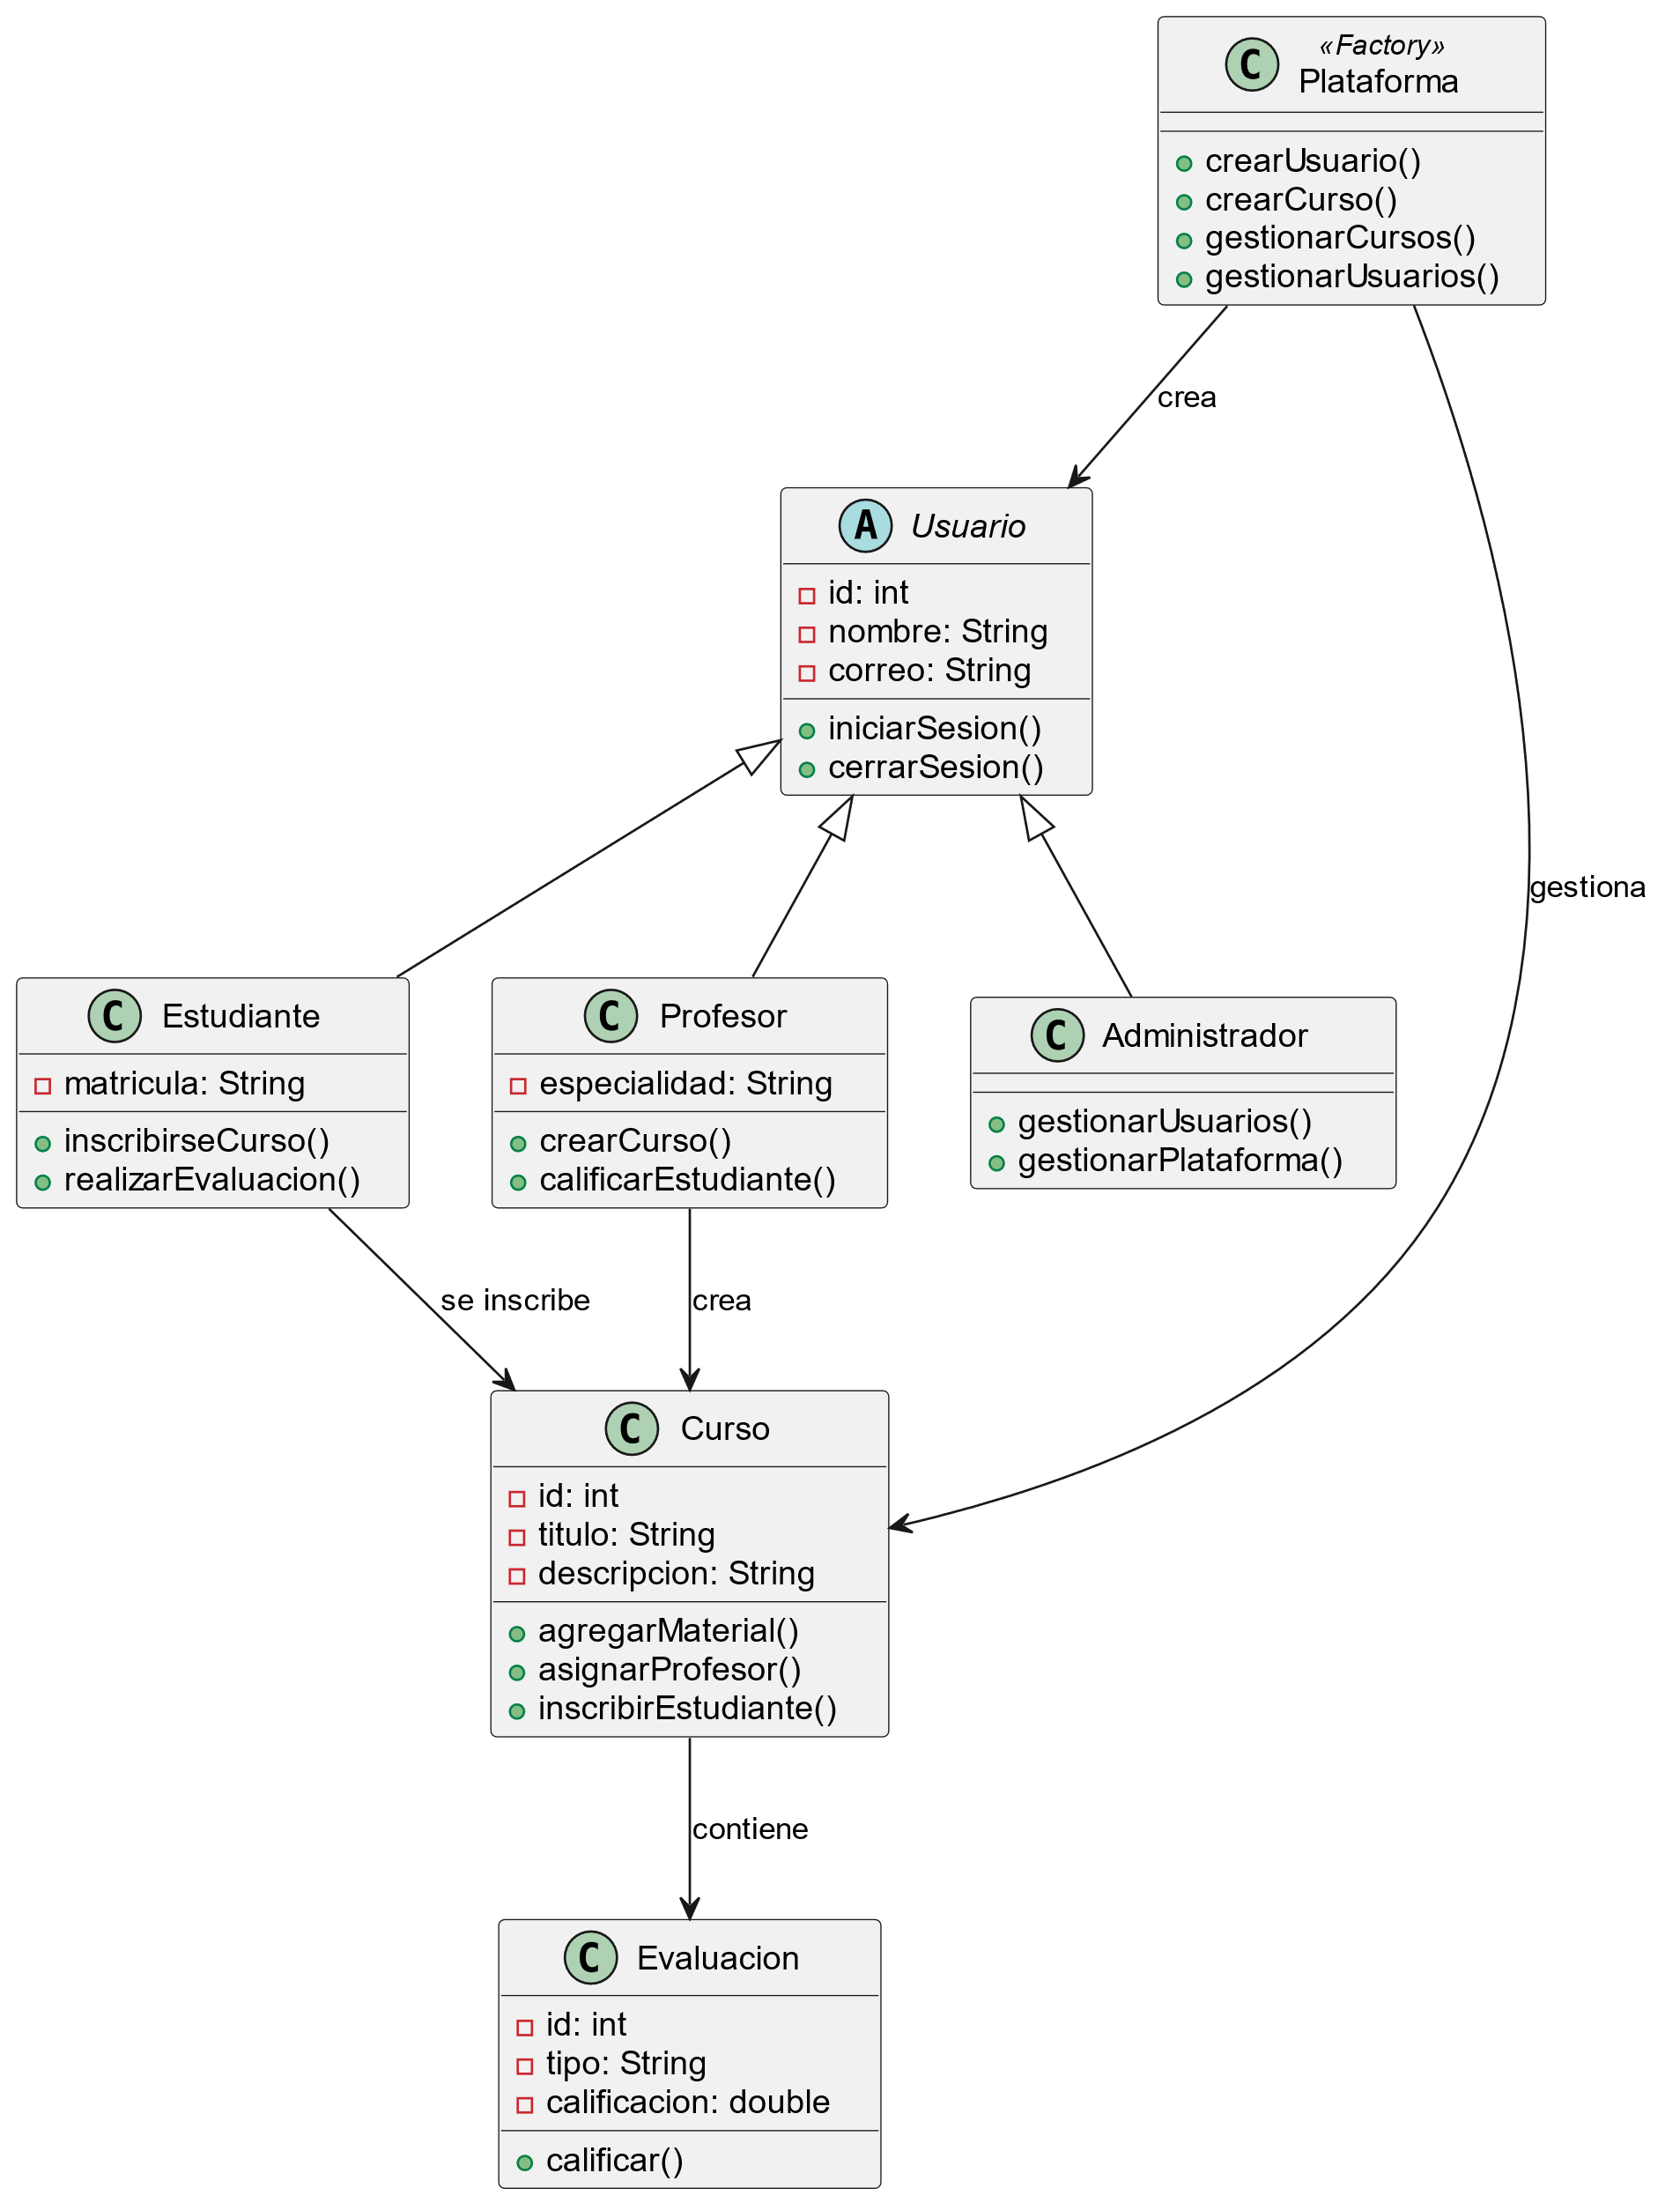 «Factory»
C Plataforma
crearUsuario()
crearCurso()
gestionarCursos()
gestionarUsuarios()
crea
A Usuario
id: int
nombre: String
correo: String
iniciarSesion()
cerrarSesion()
gestiona
C Estudiante
matricula: String
inscribirseCurso()
realizarEvaluacion()
C Profesor
especialidad: String
crearCurso()
calificarEstudiante()
C Administrador
gestionarUsuarios()
gestionarPlataforma()
se inscribe
crea
C Curso
id: int
titulo: String
descripcion: String
agregarMaterial()
asignarProfesor()
inscribirEstudiante()
contiene
C Evaluacion
id: int
tipo: String
calificacion: double
calificar()